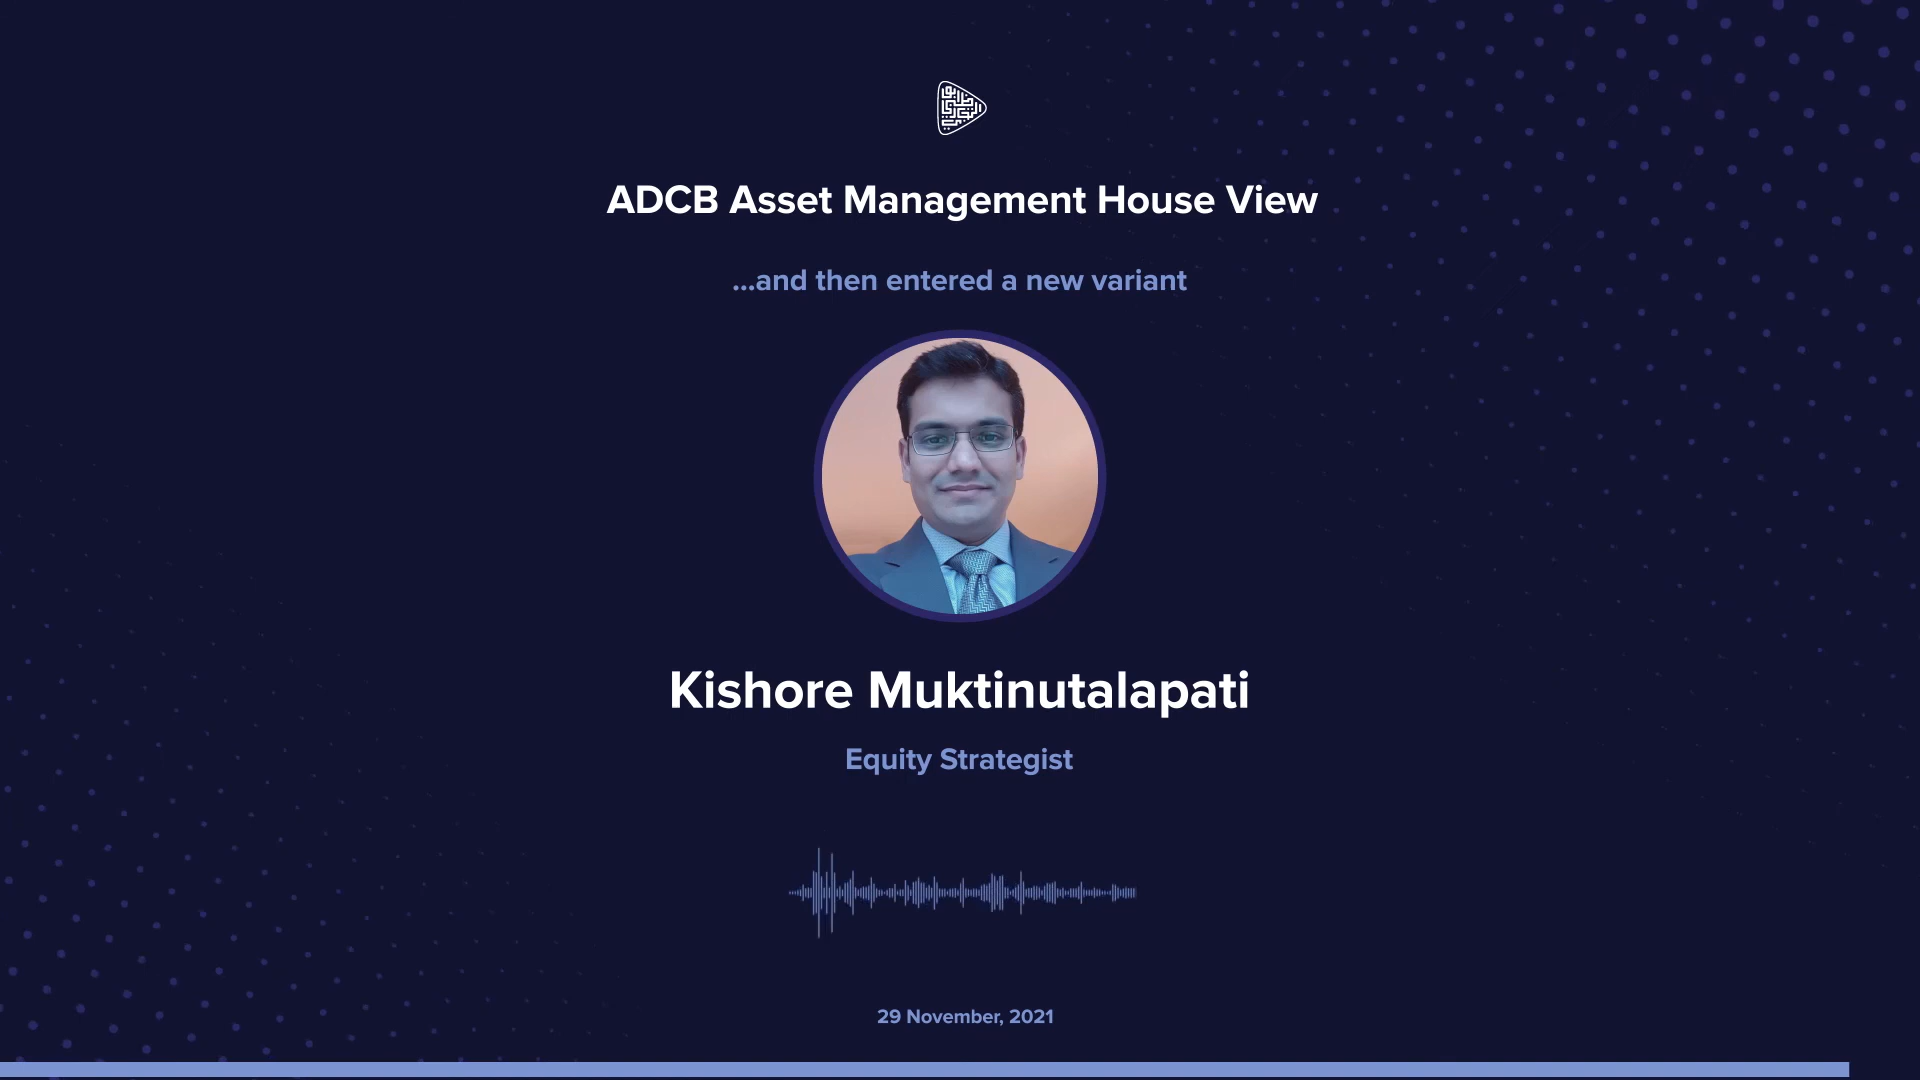 ADCB Asset Management House View
...and then entered a new variant
Kishore Muktinutalapati
Equity Strategist
29 November, 2021